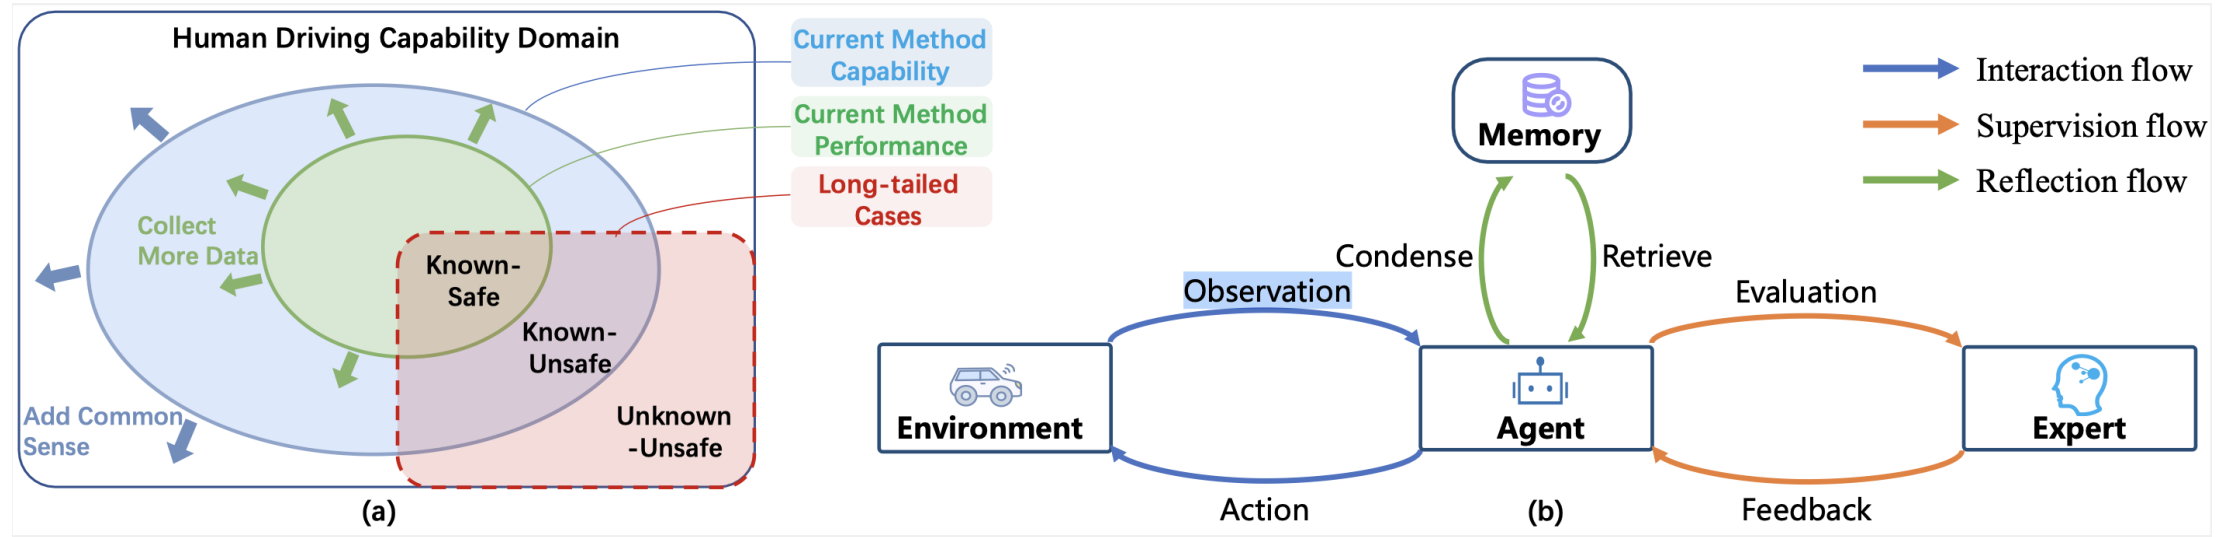 Human Driving Capability Domain
Current Method
Capability
Current Method
Performance
Long-tailed
Cases
Collect
More Data
Add Common
Sense
Known-
Safe
Known-
Unsafe
Unknown
-Unsafe
(a)
Memory
Condense
Retrieve
Observation
Evaluation
Environment
Agent
Expert
Action
Feedback
(b)
Interaction flow
Supervision flow
Reflection flow